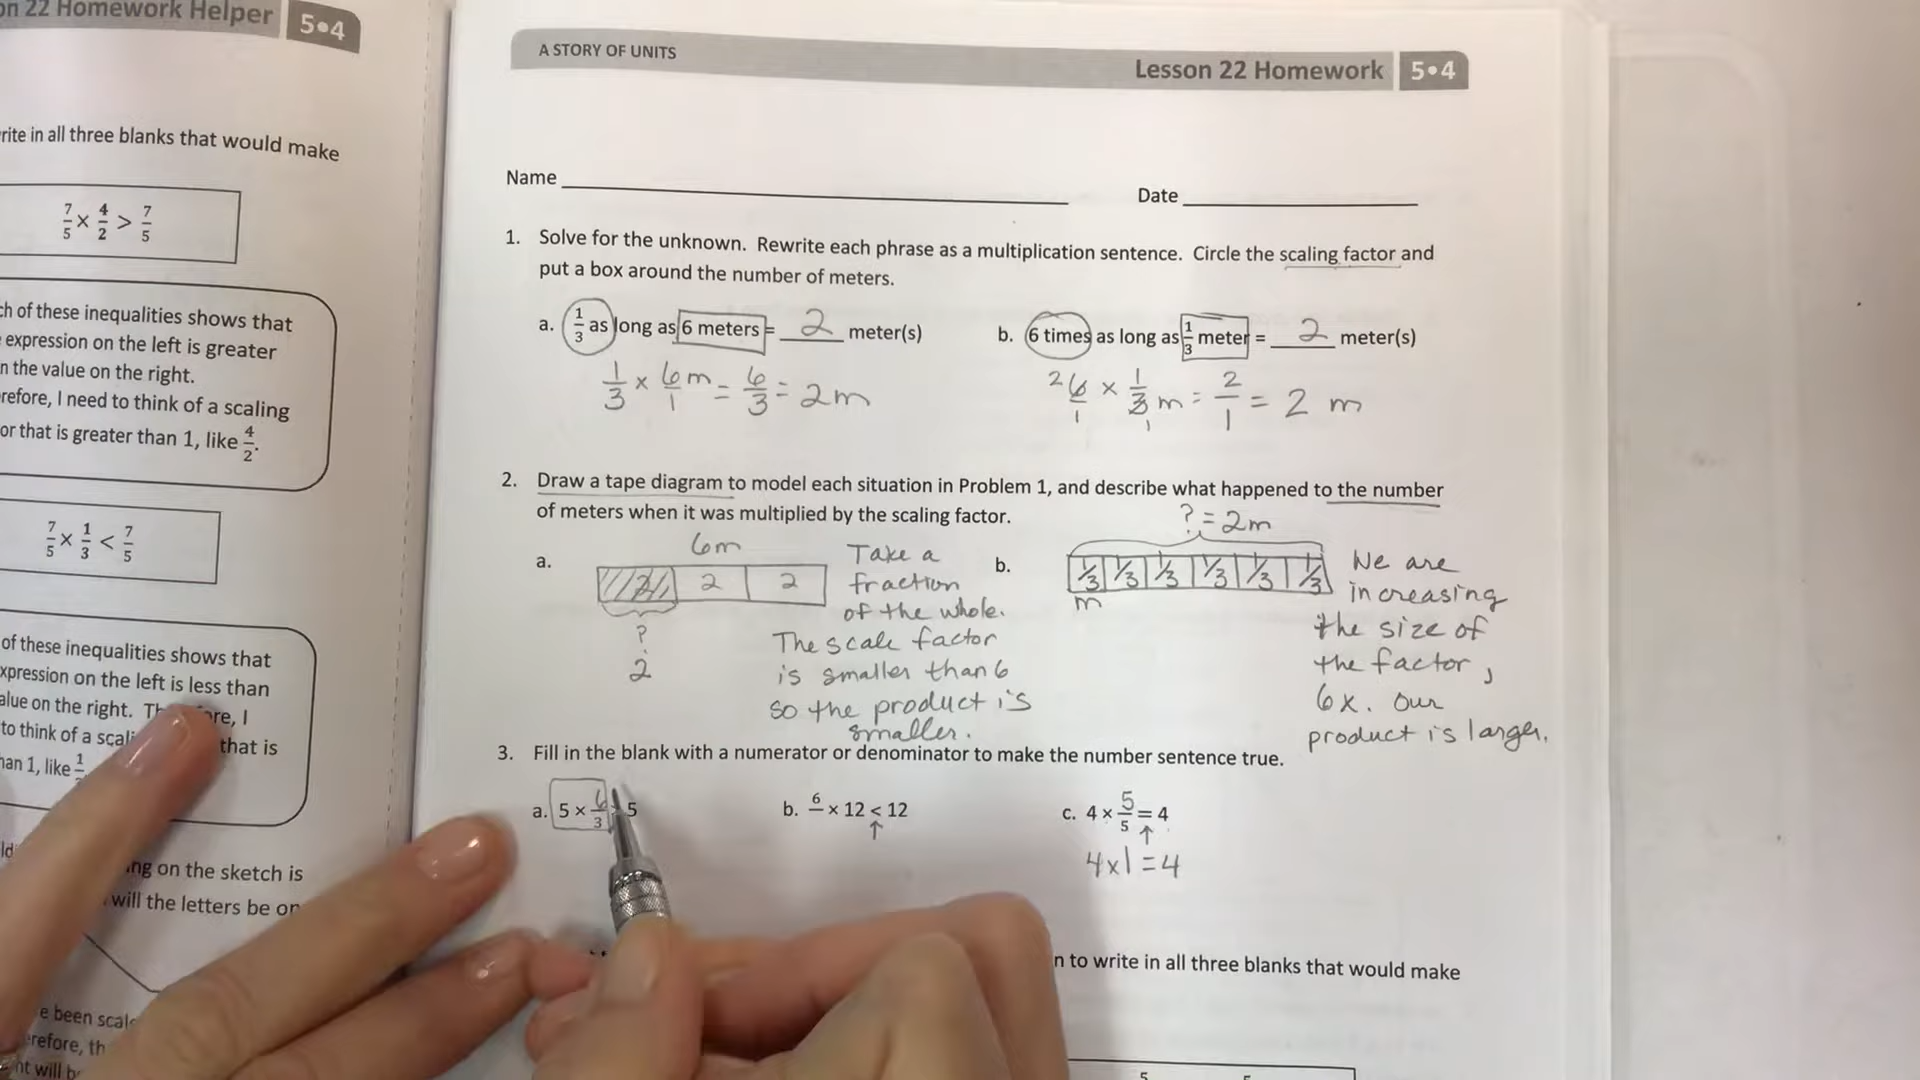 on 22 Homework Helper 5•4
rite in all three blanks that would make
7/5 × 4/2 > 7/5
ch of these inequalities shows that
expression on the left is greater
n the value on the right.
refore, I need to think of a scaling
or that is greater than 1, like 4/2.
7/5 × 1/3 < 7/5
of these inequalities shows that
xpression on the left is less than
alue on the right. Th re, I
to think of a scali that is
han 1, like 1
ng on the sketch is
will the letters be on
e been scal
refore, th
ht will b
A STORY OF UNITS
Lesson 22 Homework 5•4
Name
Date
1. Solve for the unknown. Rewrite each phrase as a multiplication sentence. Circle the scaling factor and
put a box around the number of meters.
a. 1/3 as long as 6 meters = 2 meter(s)
1/3 × 6/1 m = 6/3 = 2m
b. 6 times as long as 1/3 meter = 2 meter(s)
2 6/1 × 1/3 m = 2/1 = 2 m
1 1
2. Draw a tape diagram to model each situation in Problem 1, and describe what happened to the number
of meters when it was multiplied by the scaling factor.
a.
6m
2 2 2
?
2
Take a
fraction
of the whole.
The scale factor
is smaller than 6
so the product is
smaller.
b.
? = 2m
1/3 1/3 1/3 1/3 1/3 1/3
m
We are
increasing
the size of
the factor,
6x. Our
product is larger.
3. Fill in the blank with a numerator or denominator to make the number sentence true.
a. 5 × 6/3 5
b. 6/ × 12 < 12
↑
c. 4 × 5/5 = 4
↑
4x1 = 4
n to write in all three blanks that would make
5